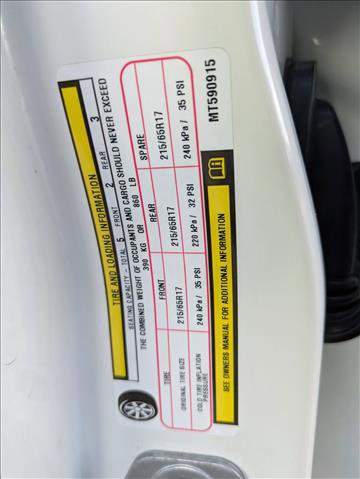 TIRE AND LOADING INFORMATION
SEATING CAPACITY - TOTAL 5 FRONT 2 REAR 3
THE COMBINED WEIGHT OF OCCUPANTS AND CARGO SHOULD NEVER EXCEED
390 KG OR 860 LB
TIRE FRONT REAR SPARE
ORIGINAL TIRE SIZE 215/65R17 215/65R17 215/65R17
COLD TIRE INFLATION PRESSURE 240 kPa / 35 PSI 220 kPa / 32 PSI 240 kPa / 35 PSI
SEE OWNERS MANUAL FOR ADDITIONAL INFORMATION
MT590915